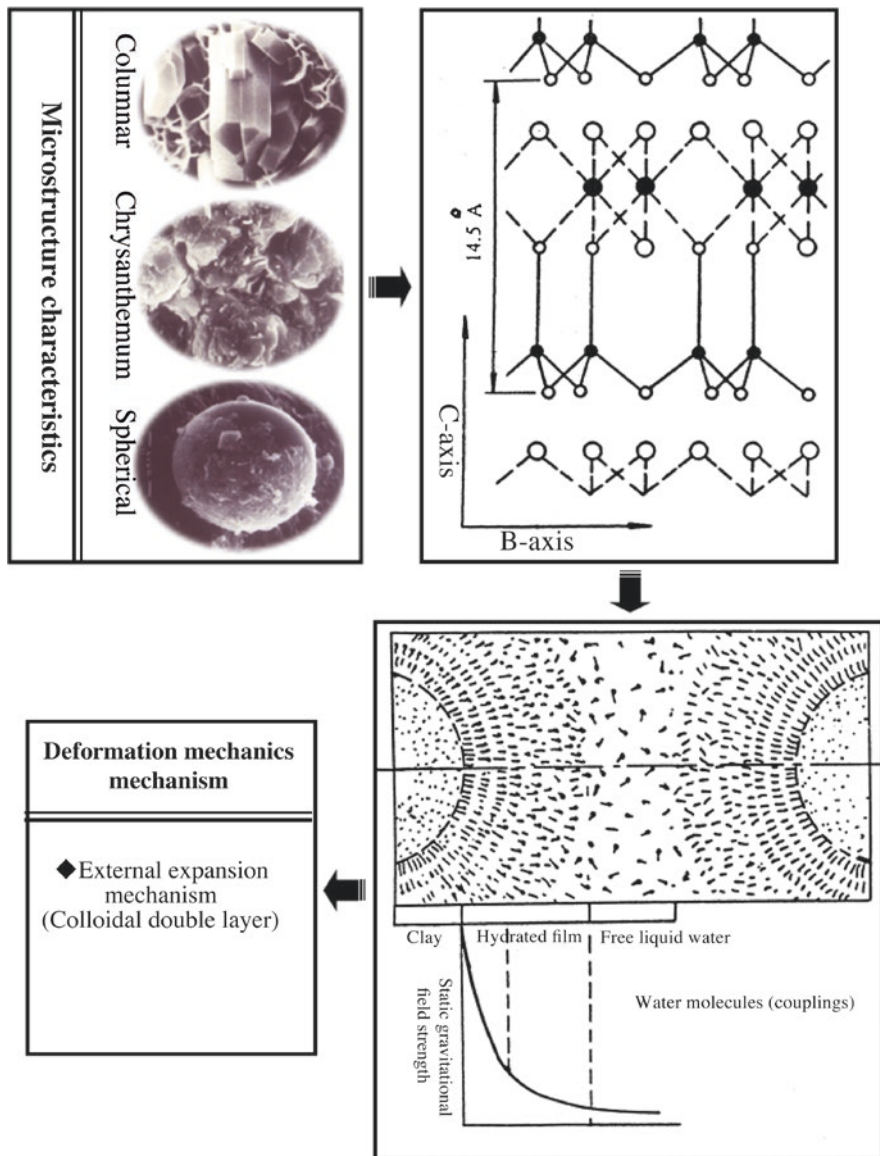 Microstructure characteristics
Columnar
Chrysanthemum
Spherical
14.5 Å
C-axis
B-axis
Deformation mechanics
mechanism
◆External expansion
mechanism
(Colloidal double layer)
Clay
Hydrated film
Free liquid water
Static gravitational
field strength
Water molecules (couplings)